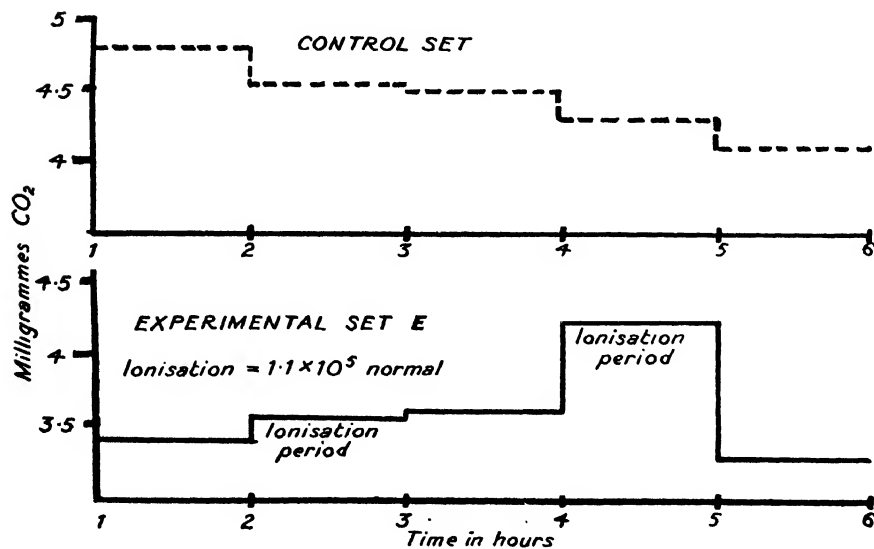 5
CONTROL SET
4·5
4
1 2 3 4 5 6
Milligrammes CO₂
4·5
EXPERIMENTAL SET E
Ionisation period
4
Ionisation = 1·1 × 10⁵ normal
3·5
Ionisation period
1 2 3 4 5 6
Time in hours